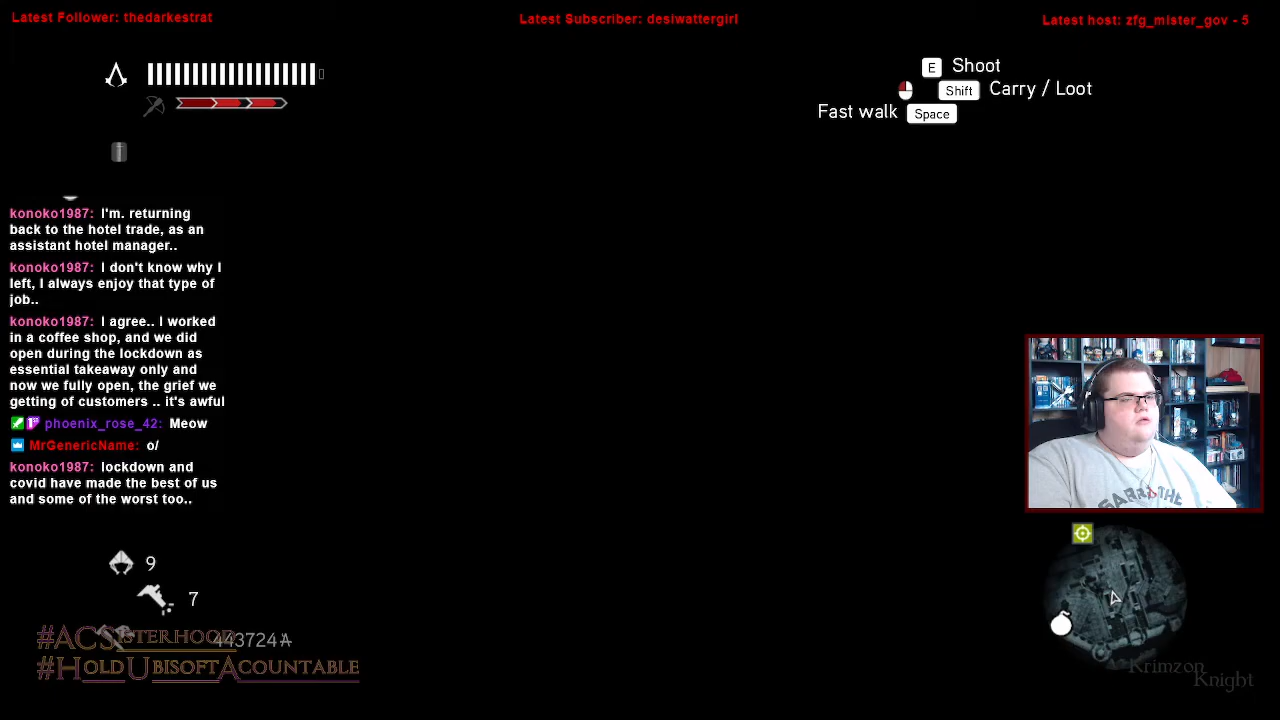 Latest Follower: thedarkestrat
Latest Subscriber: desiwattergirl
Latest host: zfg_mister_gov - 5
E Shoot
Shift Carry / Loot
Fast walk Space
konoko1987: I'm. returning
back to the hotel trade, as an
assistant hotel manager..
konoko1987: I don't know why I
left, I always enjoy that type of
job..
konoko1987: I agree.. I worked
in a coffee shop, and we did
open during the lockdown as
essential takeaway only and
now we fully open, the grief we
getting of customers .. it's awful
phoenix_rose_42: Meow
MrGenericName: o/
konoko1987: lockdown and
covid have made the best of us
and some of the worst too..
9
7
443724
#ACSisterhood
#HoldUbisoftAcountable
Krimzon
Knight